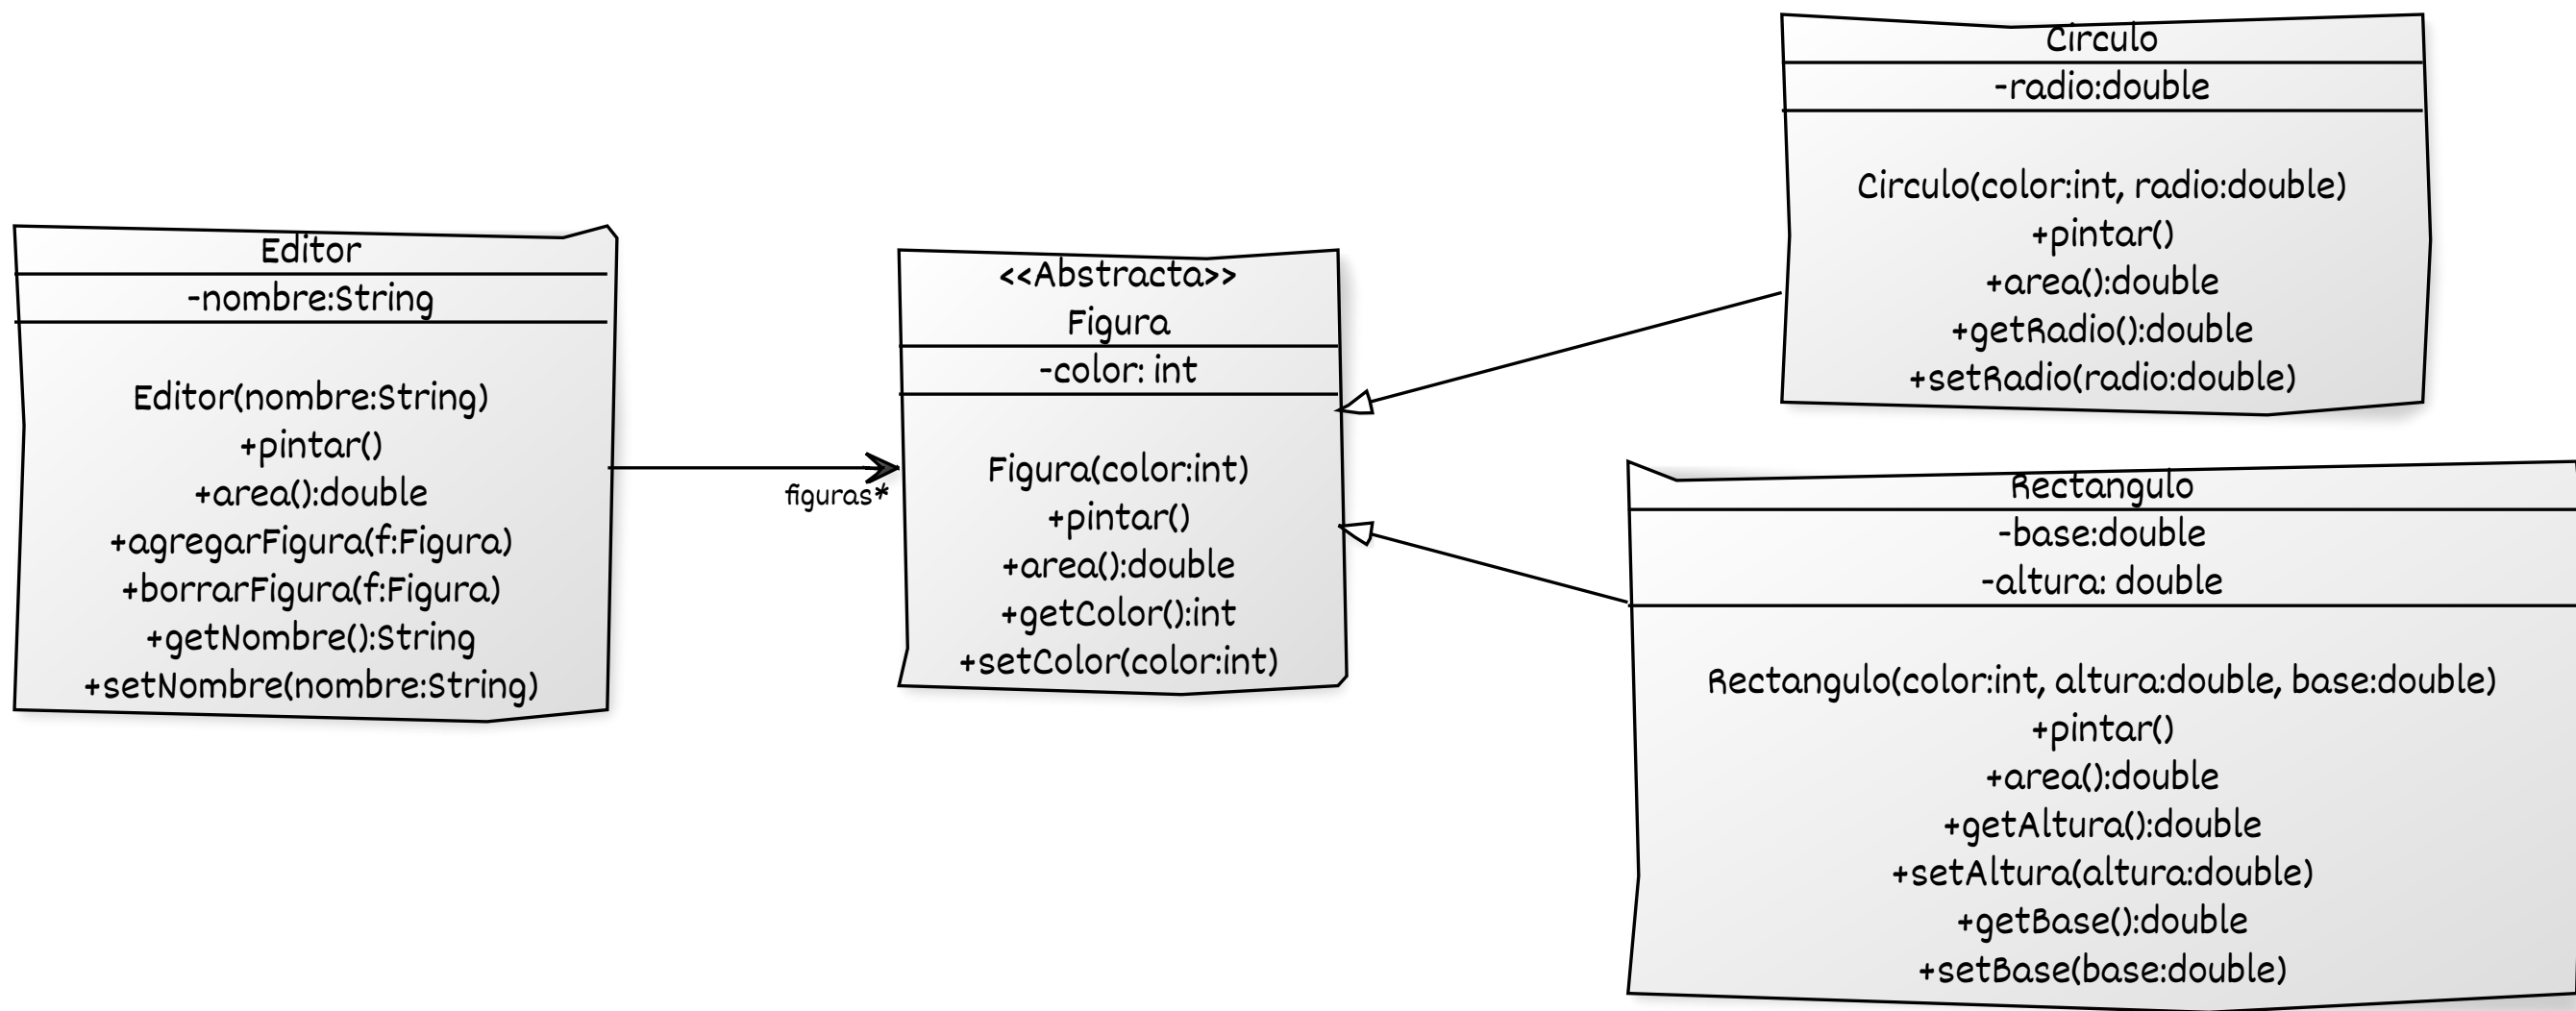 Editor
-nombre:String
Editor(nombre:String)
+pintar()
+area():double
+agregarFigura(f:Figura)
+borrarFigura(f:Figura)
+getNombre():String
+setNombre(nombre:String)
figuras*
<<Abstracta>>
Figura
-color: int
Figura(color:int)
+pintar()
+area():double
+getColor():int
+setColor(color:int)
Circulo
-radio:double
Circulo(color:int, radio:double)
+pintar()
+area():double
+getRadio():double
+setRadio(radio:double)
Rectangulo
-base:double
-altura: double
Rectangulo(color:int, altura:double, base:double)
+pintar()
+area():double
+getAltura():double
+setAltura(altura:double)
+getBase():double
+setBase(base:double)